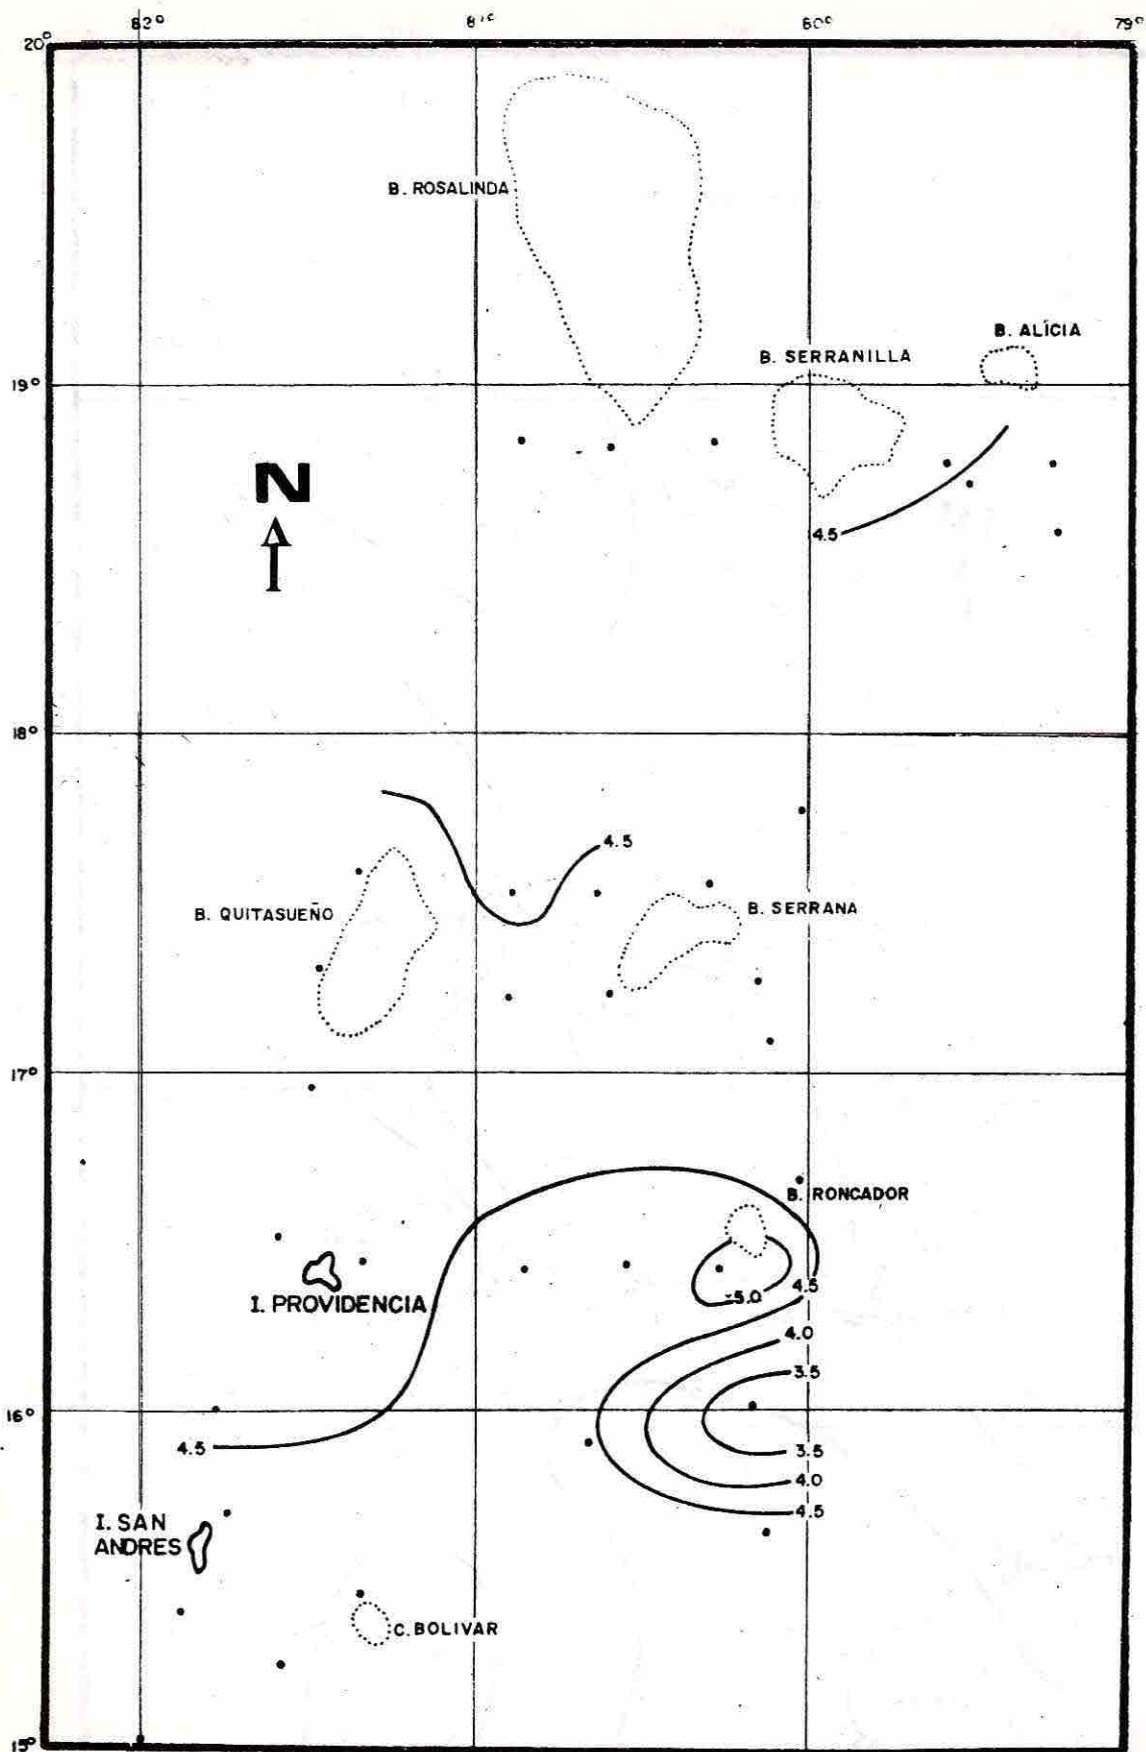 82°
81°
80°
79°
20°
B. ROSALINDA
B. ALÍCIA
B. SERRANILLA
19°
N
4.5
18°
4.5
B. QUITASUEÑO
B. SERRANA
17°
B. RONCADOR
I. PROVIDENCIA
5.0
4.5
4.0
3.5
16°
4.5
3.5
4.0
4.5
I. SAN
ANDRES
C. BOLIVAR
15°